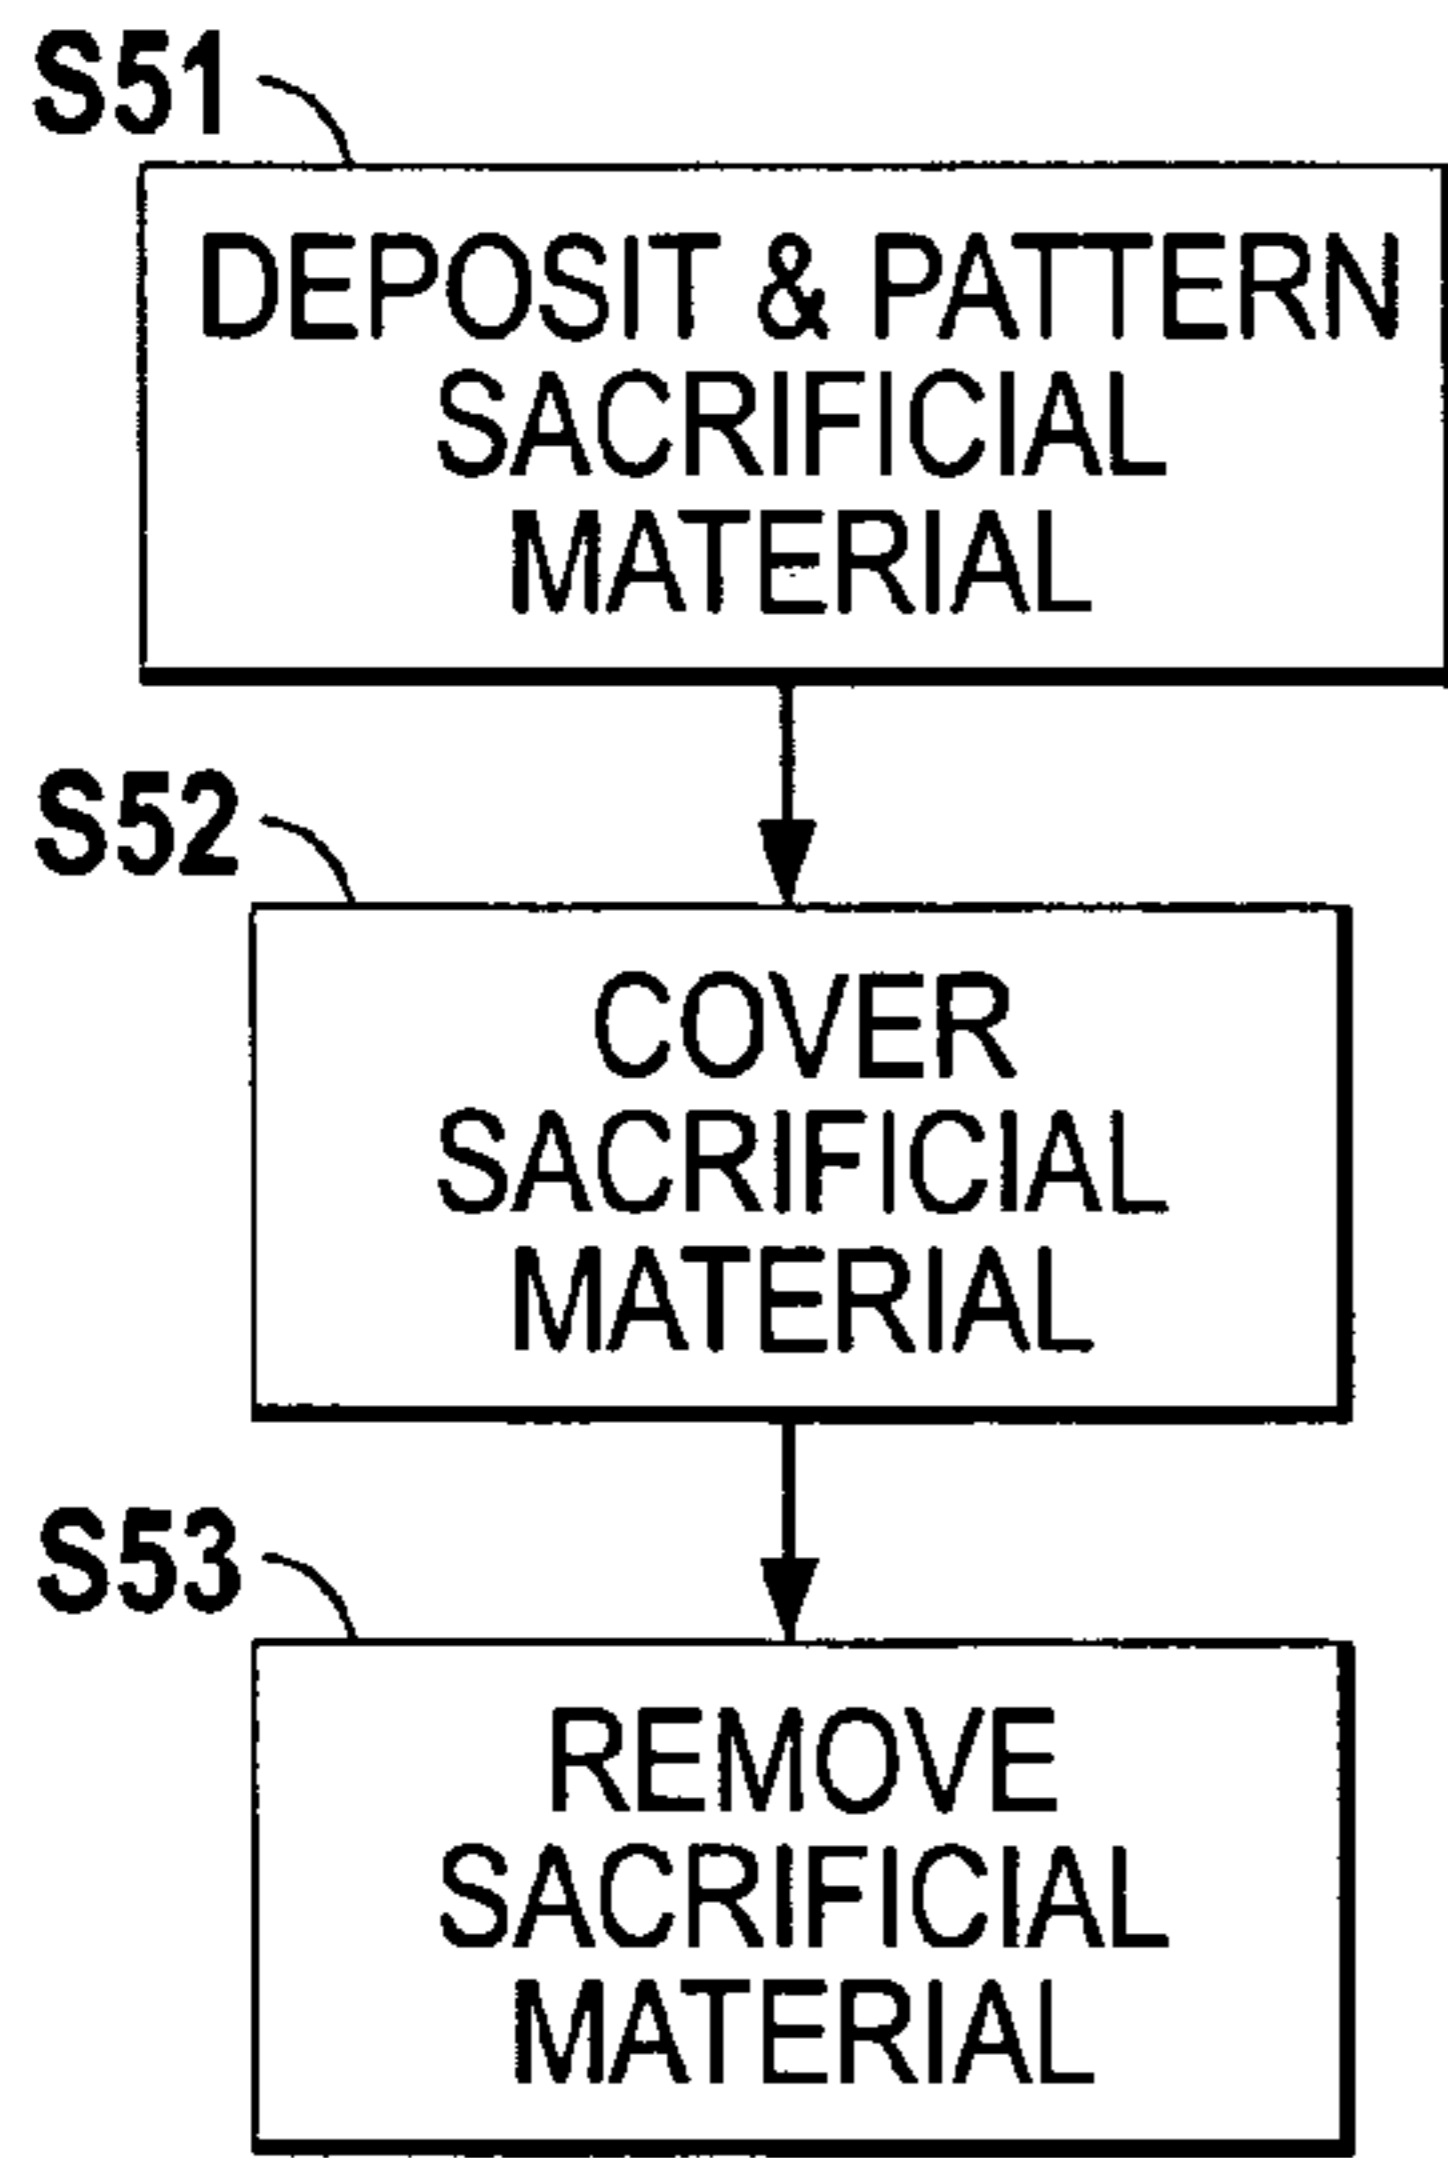 S51
DEPOSIT & PATTERN
SACRIFICIAL
MATERIAL
S52
COVER
SACRIFICIAL
MATERIAL
S53
REMOVE
SACRIFICIAL
MATERIAL